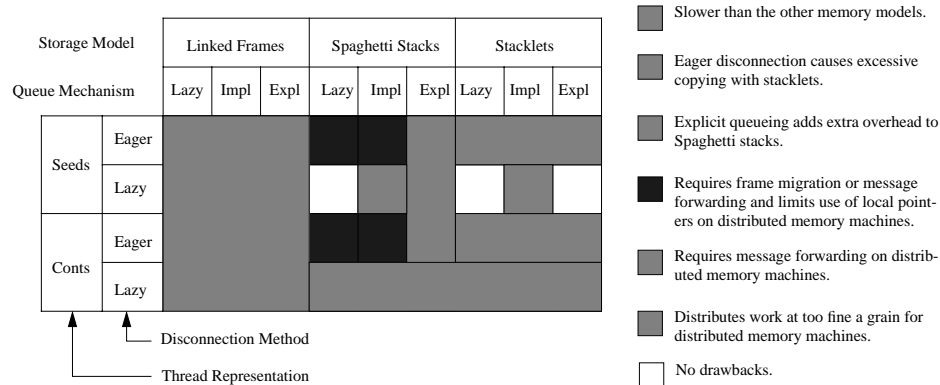 Storage Model Linked Frames Spaghetti Stacks Stacklets
Queue Mechanism Lazy Impl Expl Lazy Impl Expl Lazy Impl Expl
Seeds
Eager
Lazy
Conts
Eager
Lazy
Disconnection Method
Thread Representation
Slower than the other memory models.
Eager disconnection causes excessive
copying with stacklets.
Explicit queueing adds extra overhead to
Spaghetti stacks.
Requires frame migration or message
forwarding and limits use of local point-
ers on distributed memory machines.
Requires message forwarding on distrib-
uted memory machines.
Distributes work at too fine a grain for
distributed memory machines.
No drawbacks.